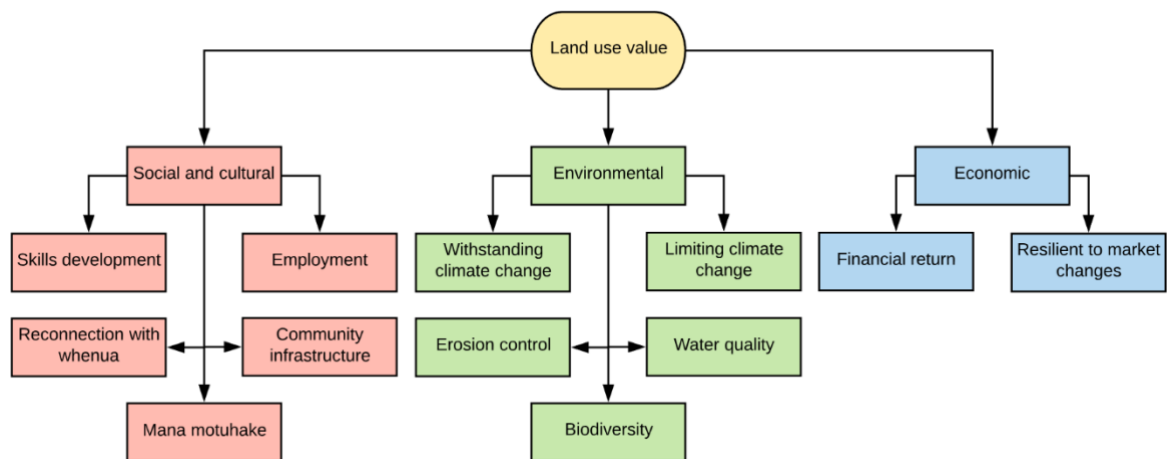 Land use value
Social and cultural
Environmental
Economic
Skills development
Employment
Withstanding
climate change
Limiting climate
change
Financial return
Resilient to market
changes
Reconnection with
whenua
Community
infrastructure
Erosion control
Water quality
Mana motuhake
Biodiversity